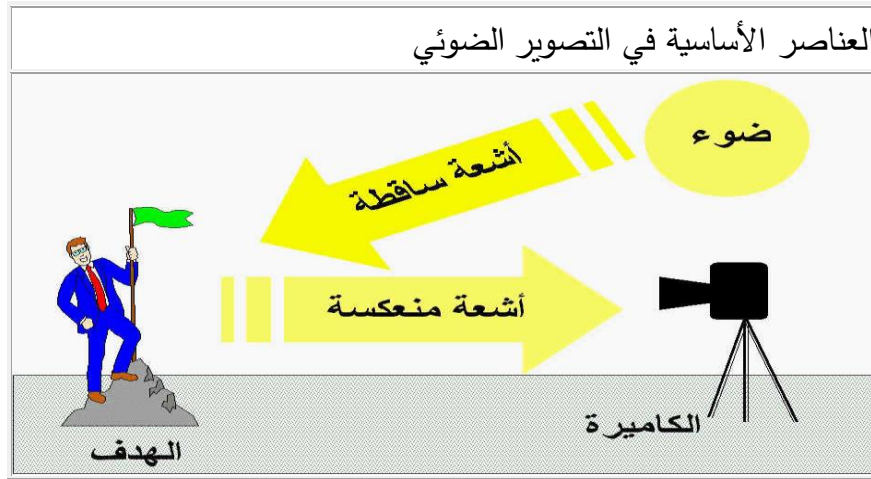 العناصر الأساسية في التصوير الضوئي
ضوء
أشعة ساقطة
أشعة منعكسة
الكاميرة
الهدف